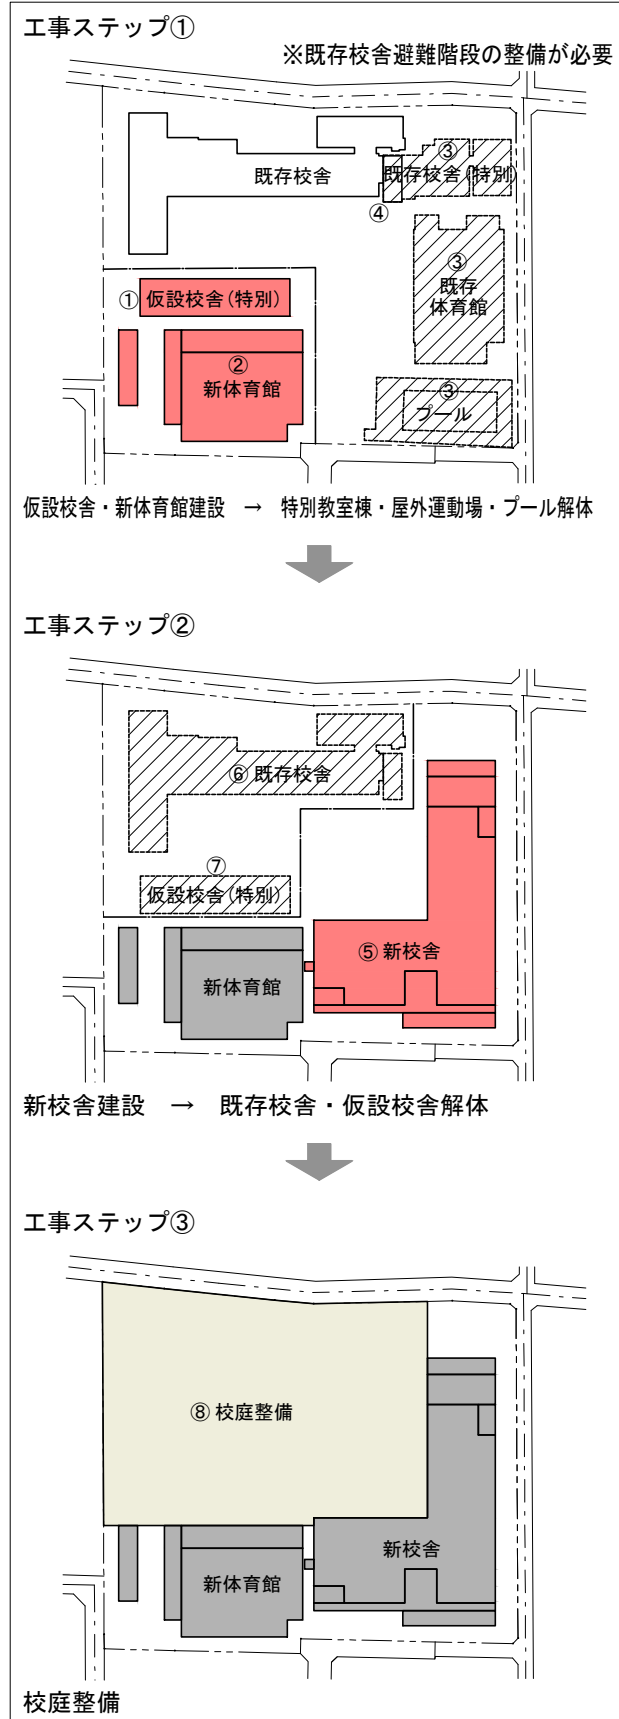 工事ステップ①
※既存校舎避難階段の整備が必要
③
既存校舎
既存校舎(特別)
④
③
既存
体育館
① 仮設校舎(特別)
②
新体育館
③
プール
仮設校舎・新体育館建設　→　特別教室棟・屋外運動場・プール解体
工事ステップ②
⑥ 既存校舎
⑦
仮設校舎(特別)
⑤ 新校舎
新体育館
新校舎建設　→　既存校舎・仮設校舎解体
工事ステップ③
⑧ 校庭整備
新校舎
新体育館
校庭整備